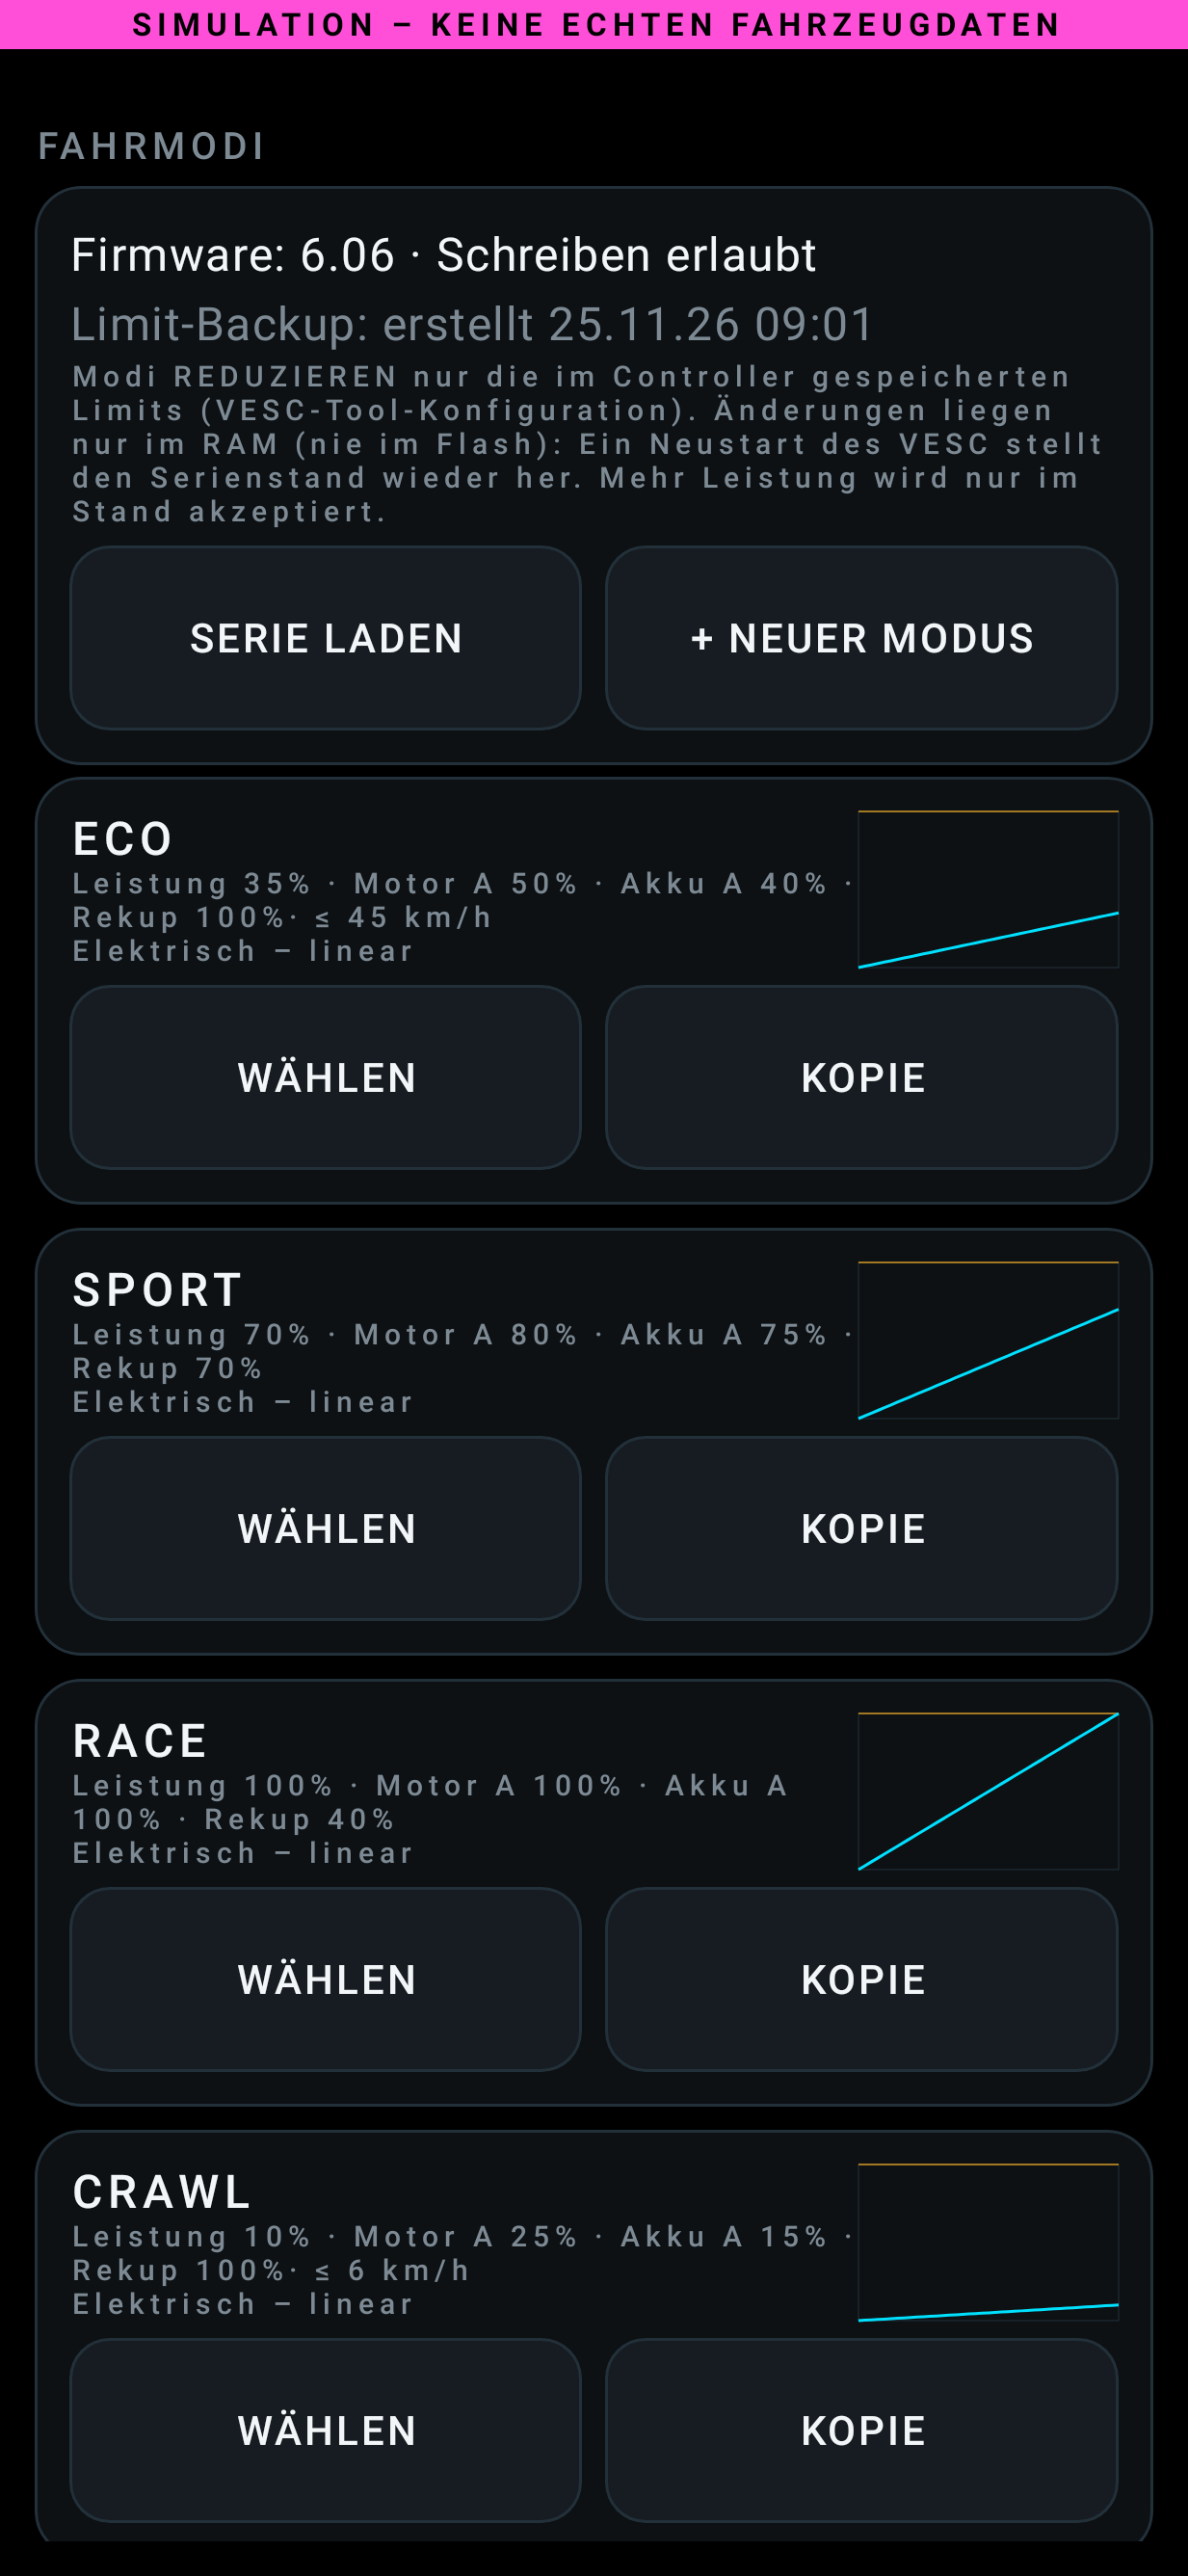 SIMULATION – KEINE ECHTEN FAHRZEUGDATEN
FAHRMODI
Firmware: 6.06 · Schreiben erlaubt
Limit-Backup: erstellt 25.11.26 09:01
Modi REDUZIEREN nur die im Controller gespeicherten
Limits (VESC-Tool-Konfiguration). Änderungen liegen
nur im RAM (nie im Flash): Ein Neustart des VESC stellt
den Serienstand wieder her. Mehr Leistung wird nur im
Stand akzeptiert.
SERIE LADEN
+ NEUER MODUS
ECO
Leistung 35% · Motor A 50% · Akku A 40% ·
Rekup 100%· ≤ 45 km/h
Elektrisch – linear
WÄHLEN
KOPIE
SPORT
Leistung 70% · Motor A 80% · Akku A 75% ·
Rekup 70%
Elektrisch – linear
WÄHLEN
KOPIE
RACE
Leistung 100% · Motor A 100% · Akku A
100% · Rekup 40%
Elektrisch – linear
WÄHLEN
KOPIE
CRAWL
Leistung 10% · Motor A 25% · Akku A 15% ·
Rekup 100%· ≤ 6 km/h
Elektrisch – linear
WÄHLEN
KOPIE